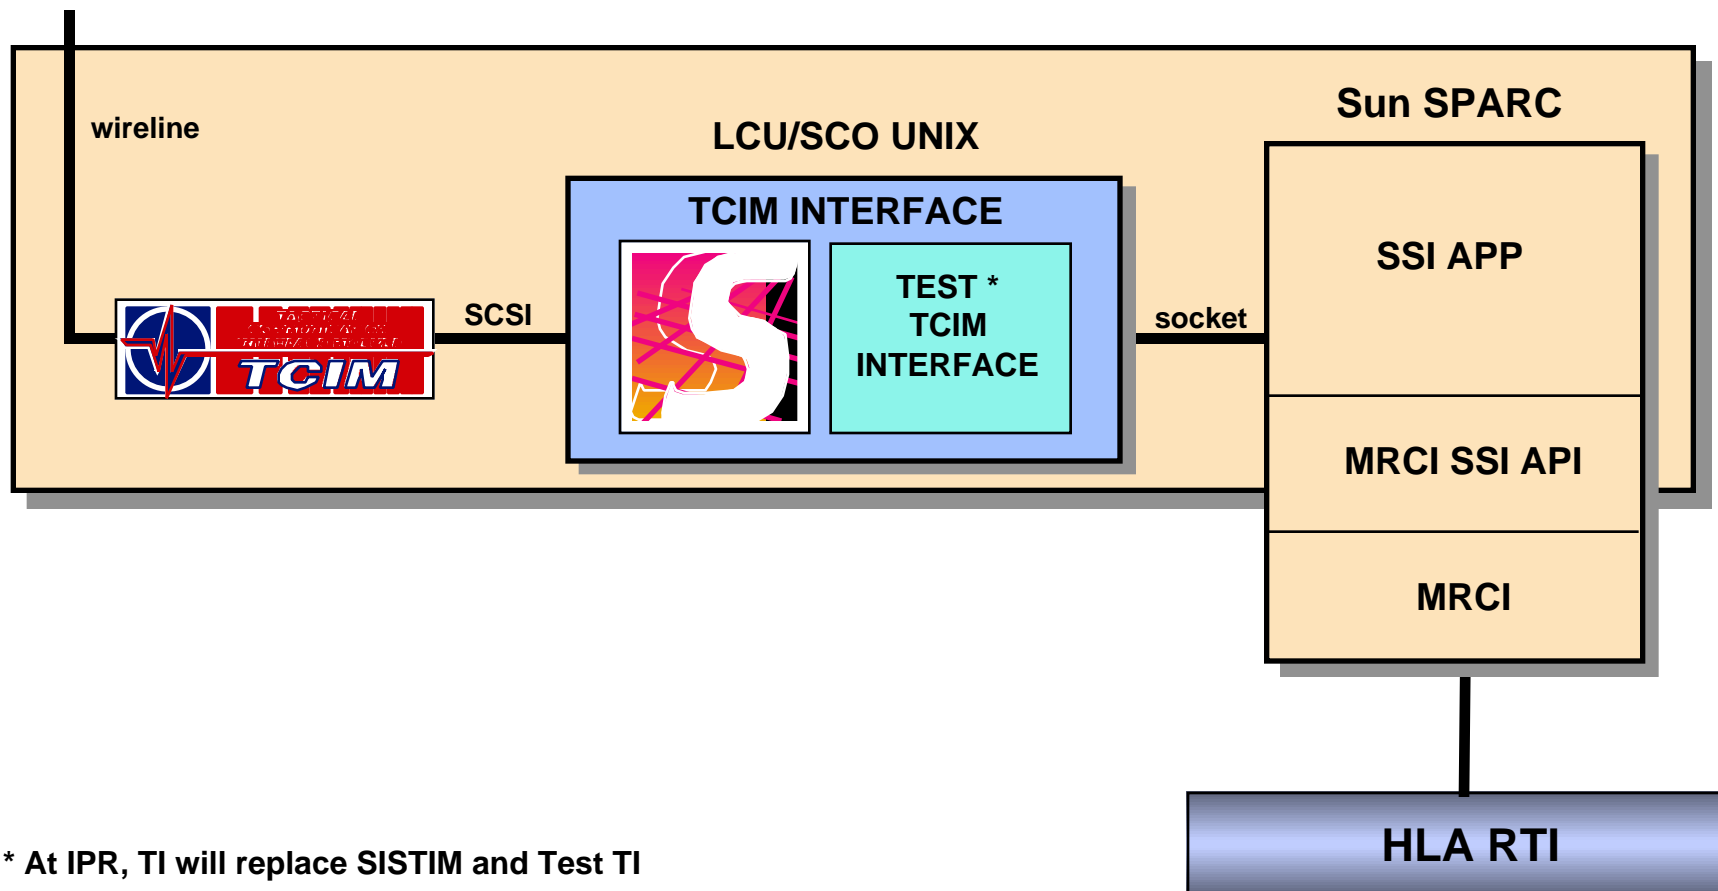 wireline
LCU/SCO UNIX
Sun SPARC
TCIM INTERFACE
TEST *
TCIM
INTERFACE
SCSI
socket
TCIM
SSI APP
MRCI SSI API
MRCI
HLA RTI
* At IPR, TI will replace SISTIM and Test TI